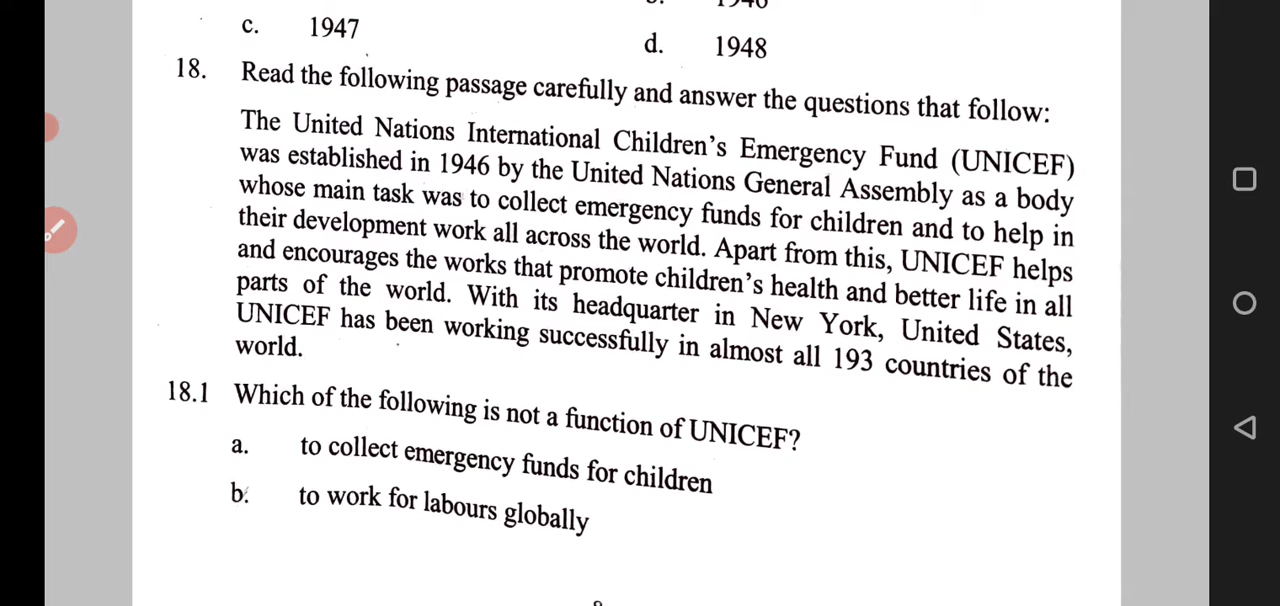 c. 1947
d. 1948
18. Read the following passage carefully and answer the questions that follow:
The United Nations International Children's Emergency Fund (UNICEF)
was established in 1946 by the United Nations General Assembly as a body
whose main task was to collect emergency funds for children and to help in
their development work all across the world. Apart from this, UNICEF helps
and encourages the works that promote children's health and better life in all
parts of the world. With its headquarter in New York, United States,
UNICEF has been working successfully in almost all 193 countries of the
world.
18.1 Which of the following is not a function of UNICEF?
a. to collect emergency funds for children
b. to work for labours globally